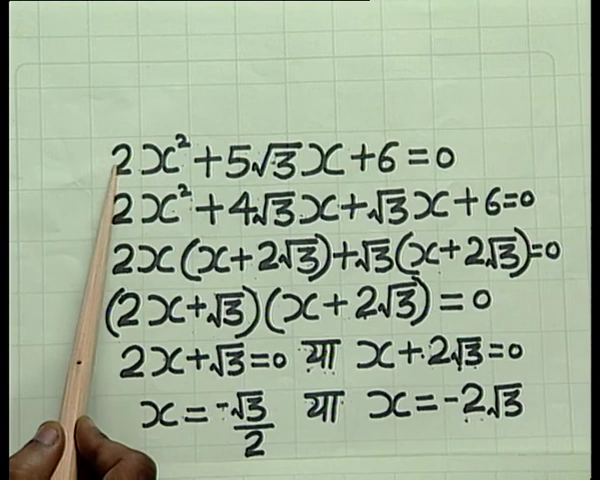 2x² + 5√3x + 6 = 0
2x² + 4√3x + √3x + 6 = 0
2x(x + 2√3) + √3(x + 2√3) = 0
(2x + √3)(x + 2√3) = 0
2x + √3 = 0 या x + 2√3 = 0
x = -√3/2 या x = -2√3